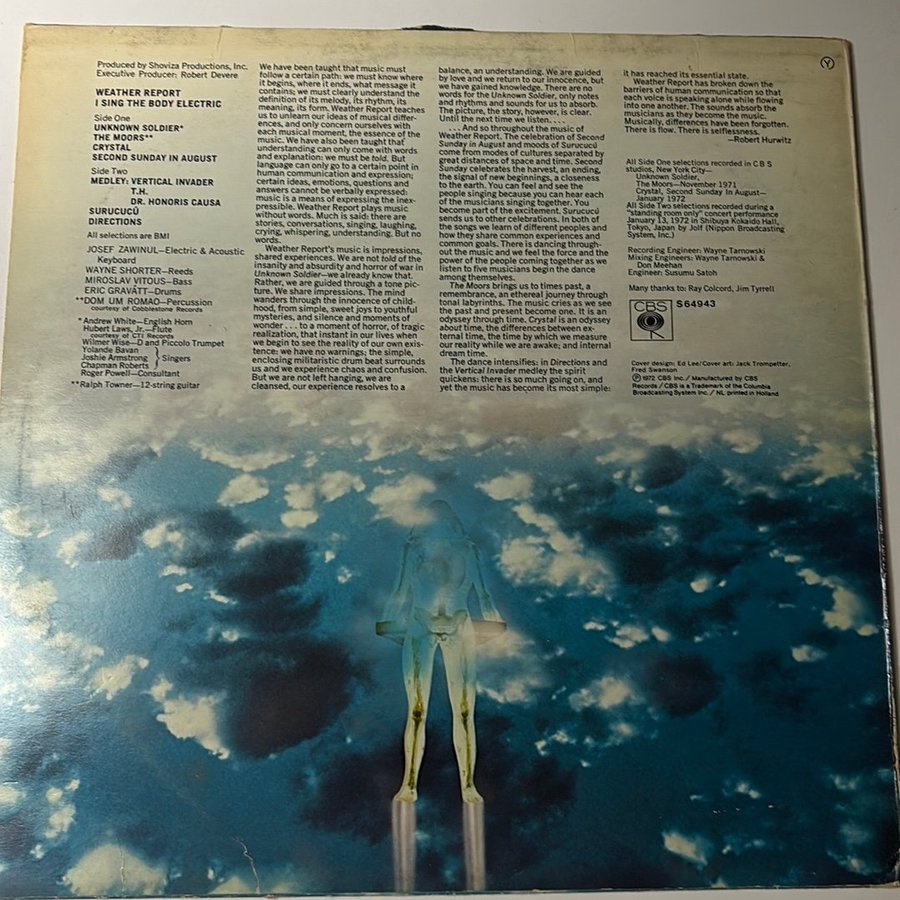 Produced by Shoviza Productions, Inc.
Executive Producer: Robert Devere
WEATHER REPORT
I SING THE BODY ELECTRIC
Side One
UNKNOWN SOLDIER*
THE MOORS**
CRYSTAL
SECOND SUNDAY IN AUGUST
Side Two
MEDLEY: VERTICAL INVADER
T.H.
DR. HONORIS CAUSA
SURUCUCÚ
DIRECTIONS
All selections are BMI
JOSEF ZAWINUL—Electric & Acoustic
Keyboard
WAYNE SHORTER—Reeds
MIROSLAV VITOUS—Bass
ERIC GRAVATT—Drums
**DOM UM ROMAO—Percussion
courtesy of Cobblestone Records
*Andrew White—English Horn
Hubert Laws, Jr.—Flute
courtesy of CTI Records
Wilmer Wise—D and Piccolo Trumpet
Yolande Bavan
Joshie Armstrong } Singers
Chapman Roberts
Roger Powell—Consultant
**Ralph Towner—12-string guitar
We have been taught that music must
follow a certain path: we must know where
it begins, where it ends, what message it
contains; we must clearly understand the
definition of its melody, its rhythm, its
meaning, its form. Weather Report teaches
us to unlearn our ideas of musical differ-
ences, and only concern ourselves with
each musical moment, the essence of the
music. We have also been taught that
understanding can only come with words
and explanation: we must be told. But
language can only go to a certain point in
human communication and expression;
certain ideas, emotions, questions and
answers cannot be verbally expressed:
music is a means of expressing the inex-
pressible. Weather Report plays music
without words. Much is said: there are
stories, conversations, singing, laughing,
crying, whispering, understanding. But no
words.
Weather Report's music is impressions,
shared experiences. We are not told of the
insanity and absurdity and horror of war in
Unknown Soldier—we already know that.
Rather, we are guided through a tone pic-
ture. We share impressions. The mind
wanders through the innocence of child-
hood, from simple, sweet joys to youthful
mysteries, and silence and moments of
wonder . . . to a moment of horror, of tragic
realization, that instant in our lives when
we begin to see the reality of our own exis-
tence: we have no warnings; the simple,
enclosing militaristic drum beat surrounds
us and we experience chaos and confusion.
But we are not left hanging, we are
cleansed, our experience resolves to a
balance, an understanding. We are guided
by love and we return to our innocence, but
we have gained knowledge. There are no
words for the Unknown Soldier, only notes
and rhythms and sounds for us to absorb.
The picture, the story, however, is clear.
Until the next time we listen. . . .
. . . And so throughout the music of
Weather Report. The celebration of Second
Sunday in August and moods of Surucucú
come from modes of cultures separated by
great distances of space and time. Second
Sunday celebrates the harvest, an ending,
the signal of new beginnings, a closeness
to the earth. You can feel and see the
people singing because you can hear each
of the musicians singing together. You
become part of the excitement. Surucucú
sends us to other celebrations. In both of
the songs we learn of different peoples and
how they share common experiences and
common goals. There is dancing through-
out the music and we feel the force and the
power of the people coming together as we
listen to five musicians begin the dance
among themselves.
The Moors brings us to times past, a
remembrance, an ethereal journey through
tonal labyrinths. The music cries as we see
the past and present become one. It is an
odyssey through time. Crystal is an odyssey
about time, the differences between ex-
ternal time, the time by which we measure
our reality while we are awake; and internal
dream time.
The dance intensifies: in Directions and
the Vertical Invader medley the spirit
quickens: there is so much going on, and
yet the music has become its most simple:
it has reached its essential state.
Weather Report has broken down the
barriers of human communication so that
each voice is speaking alone while flowing
into one another. The sounds absorb the
musicians as they become the music.
Musically, differences have been forgotten.
There is flow. There is selflessness.
—Robert Hurwitz
All Side One selections recorded in C B S
studios, New York City—
Unknown Soldier,
The Moors—November 1971
Crystal, Second Sunday In August—
January 1972
All Side Two selections recorded during a
"standing room only" concert performance
January 13, 1972 in Shibuya Kokaido Hall,
Tokyo, Japan by Jolf (Nippon Broadcasting
System, Inc.)
Recording Engineer: Wayne Tarnowski
Mixing Engineers: Wayne Tarnowski &
Don Meehan
Engineer: Susumu Satoh
Many thanks to: Ray Colcord, Jim Tyrrell
CBS
S 64943
Cover design: Ed Lee/Cover art: Jack Trompetter,
Fred Swanson
Ⓟ 1972 CBS Inc./ Manufactured by CBS
Records / CBS is a Trademark of the Columbia
Broadcasting System Inc. / NL printed in Holland
Y